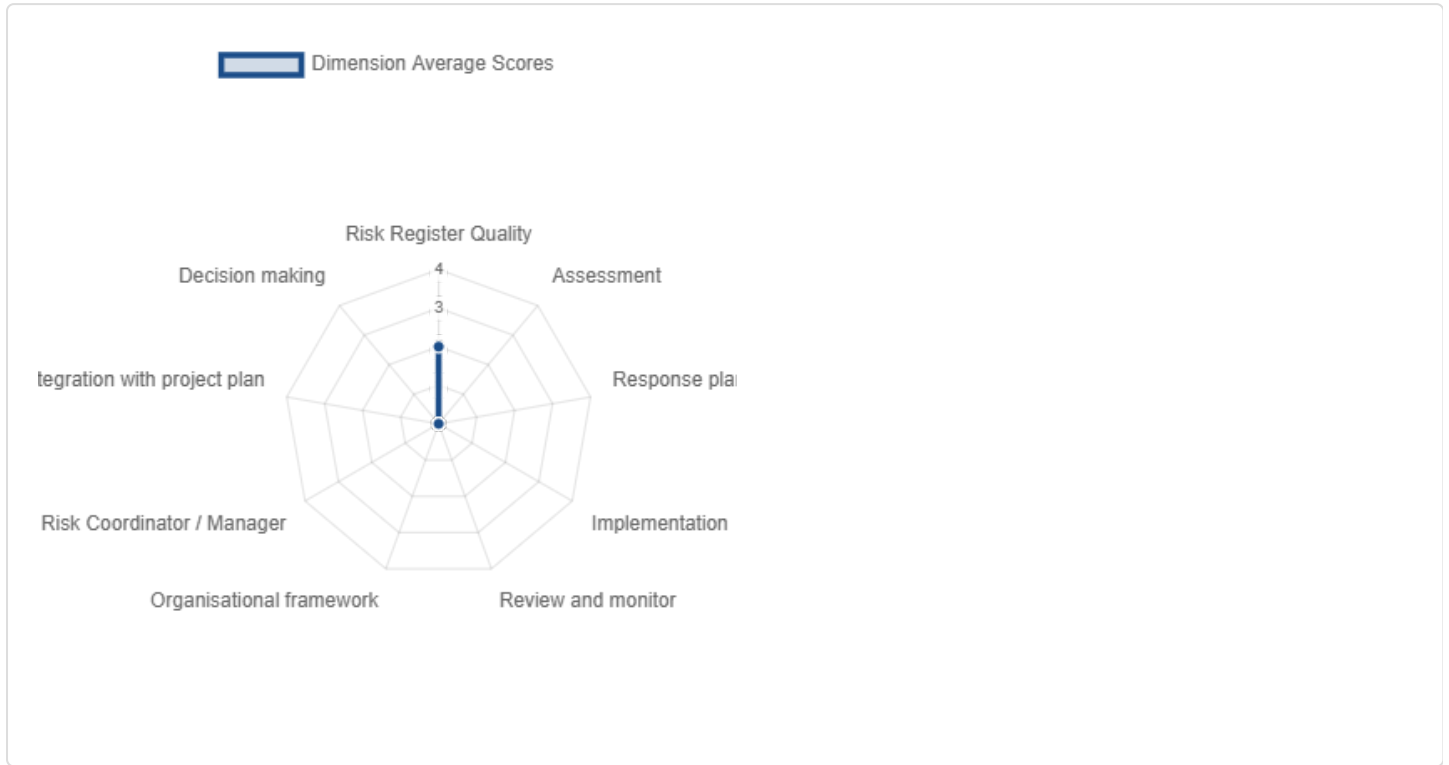 Dimension Average Scores
Risk Register Quality
Decision making
Assessment
4
3
tegration with project plan
Response pla
Risk Coordinator / Manager
Implementation
Organisational framework
Review and monitor